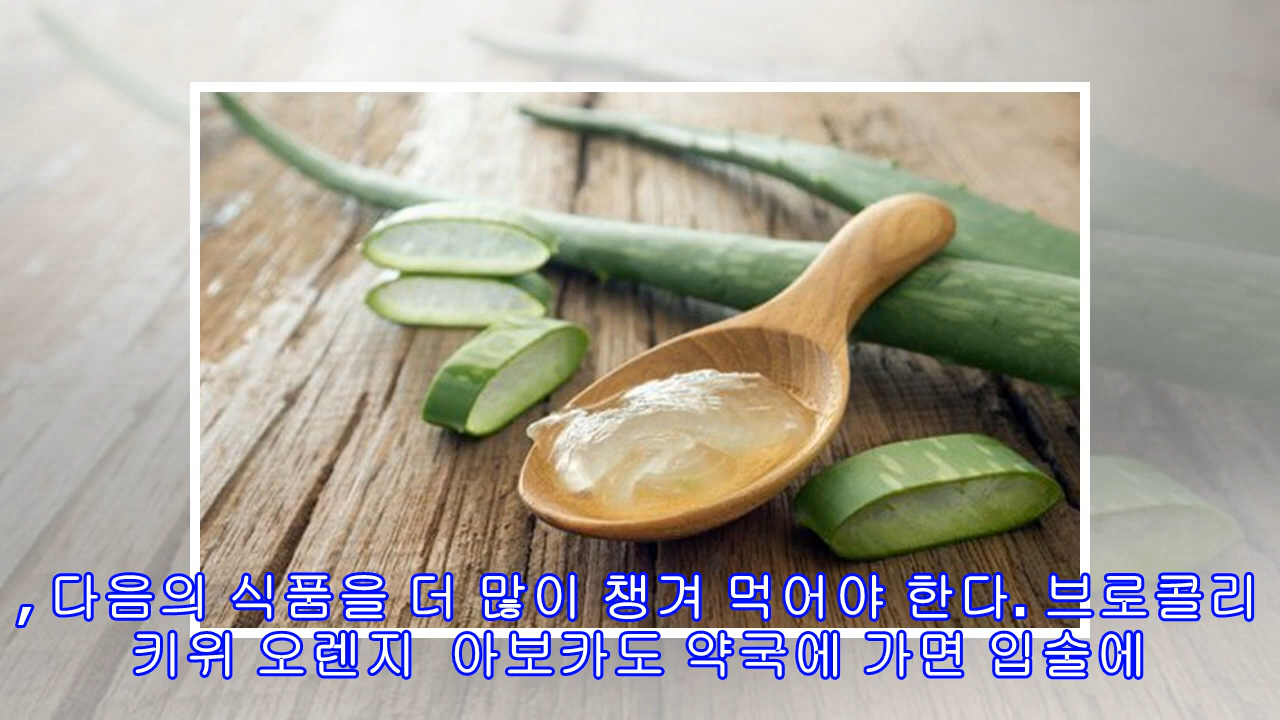 , 다음의 식품을 더 많이 챙겨 먹어야 한다. 브로콜리
키위 오렌지 아보카도 약국에 가면 입술에